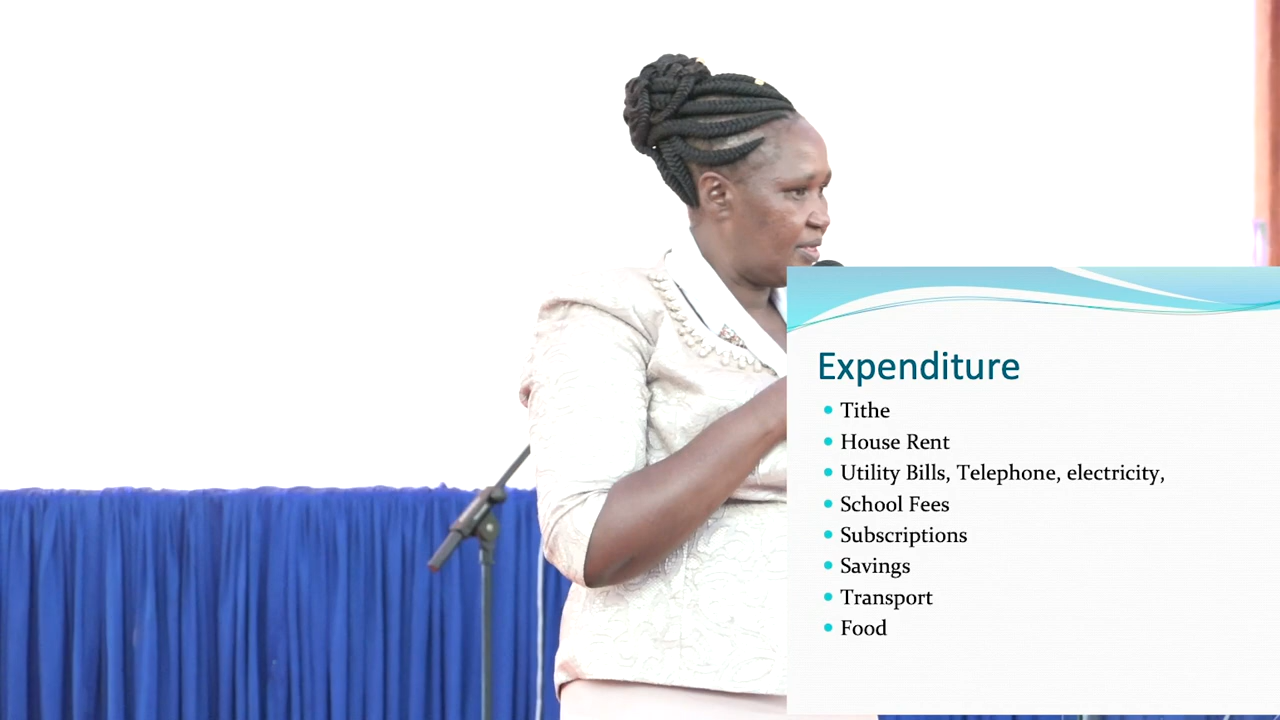 Expenditure
Tithe
House Rent
Utility Bills, Telephone, electricity,
School Fees
Subscriptions
Savings
Transport
Food